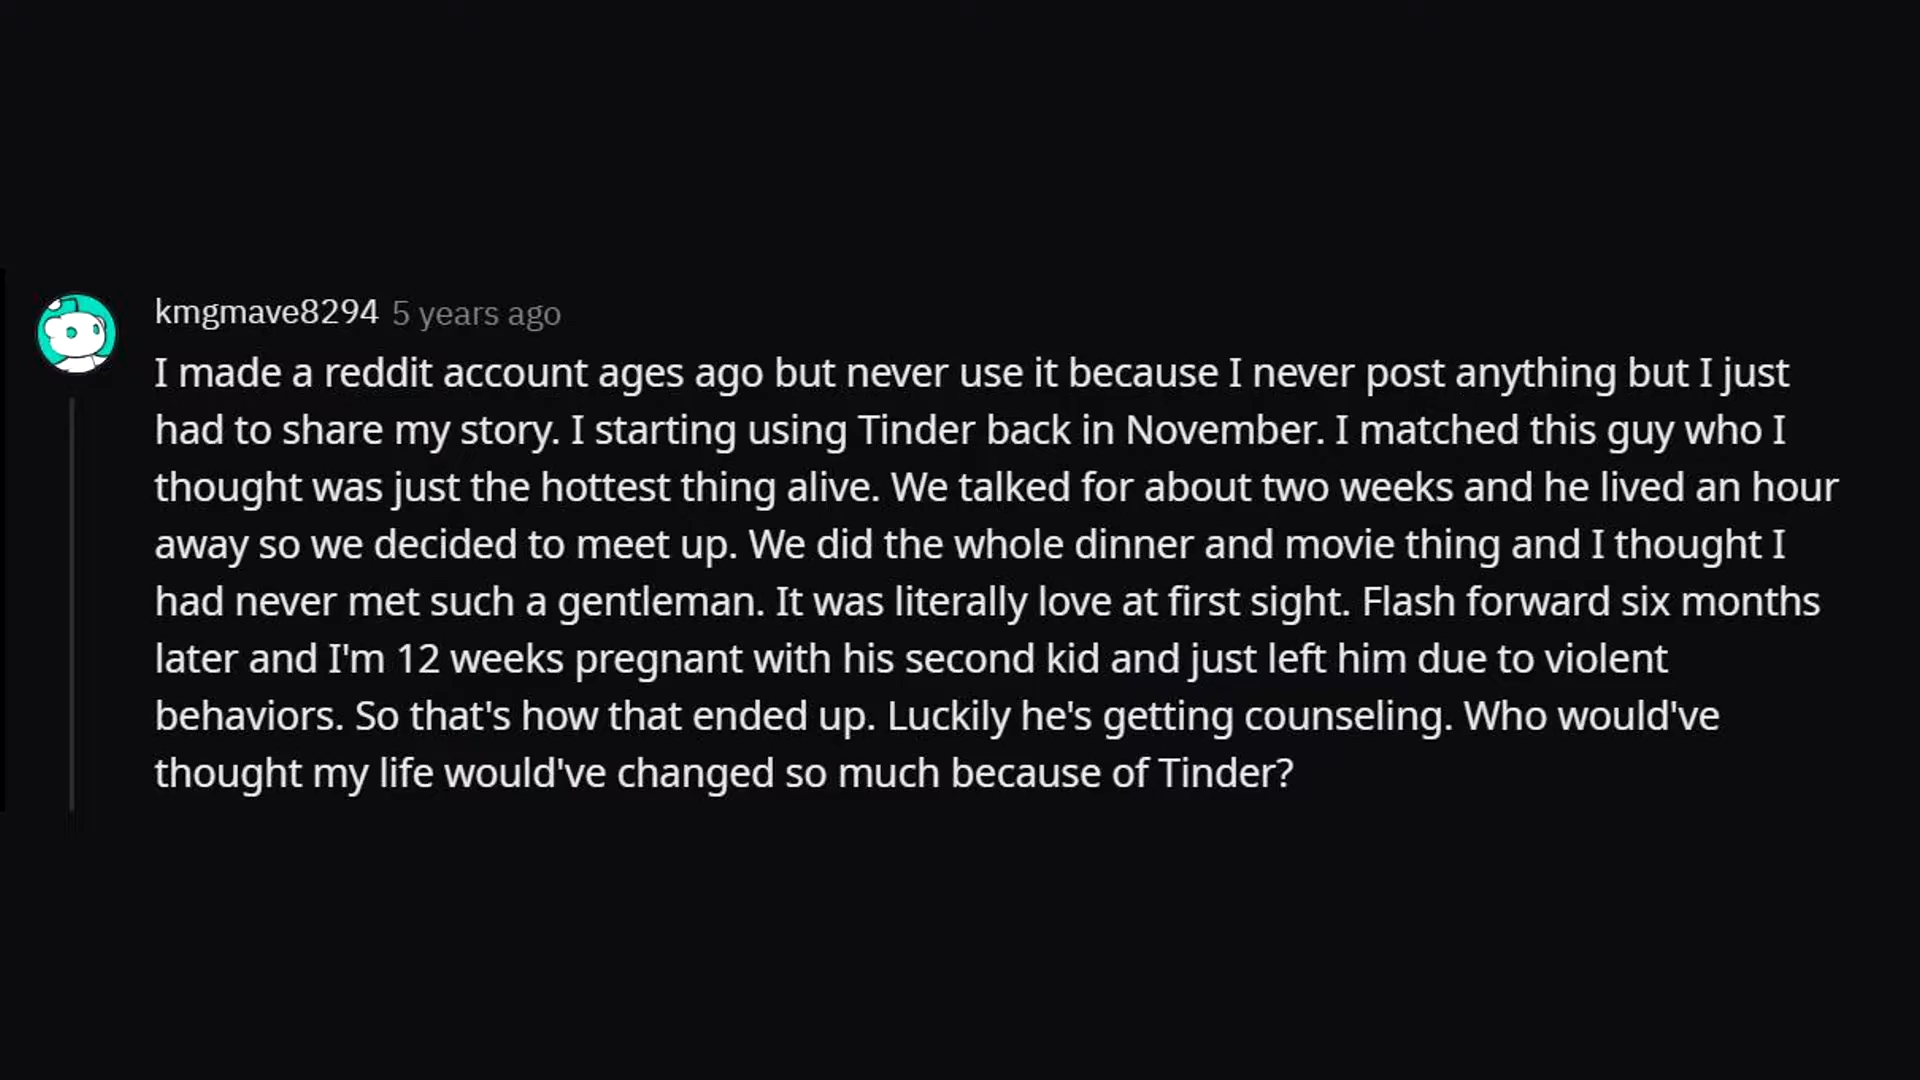 kmgmave8294 5 years ago
I made a reddit account ages ago but never use it because I never post anything but I just
had to share my story. I starting using Tinder back in November. I matched this guy who I
thought was just the hottest thing alive. We talked for about two weeks and he lived an hour
away so we decided to meet up. We did the whole dinner and movie thing and I thought I
had never met such a gentleman. It was literally love at first sight. Flash forward six months
later and I'm 12 weeks pregnant with his second kid and just left him due to violent
behaviors. So that's how that ended up. Luckily he's getting counseling. Who would've
thought my life would've changed so much because of Tinder?